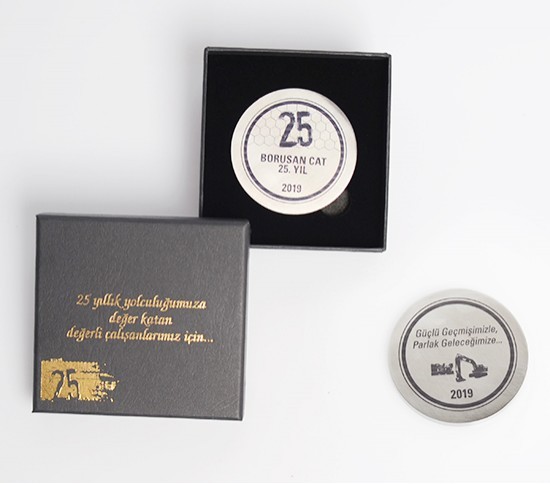 25
BORUSAN CAT
25. YIL
2019
25 yıllık yolculuğumuza
değer katan
değerli çalışanlarımız için...
25
Güçlü Geçmişimizle,
Parlak Geleceğimize...
2019